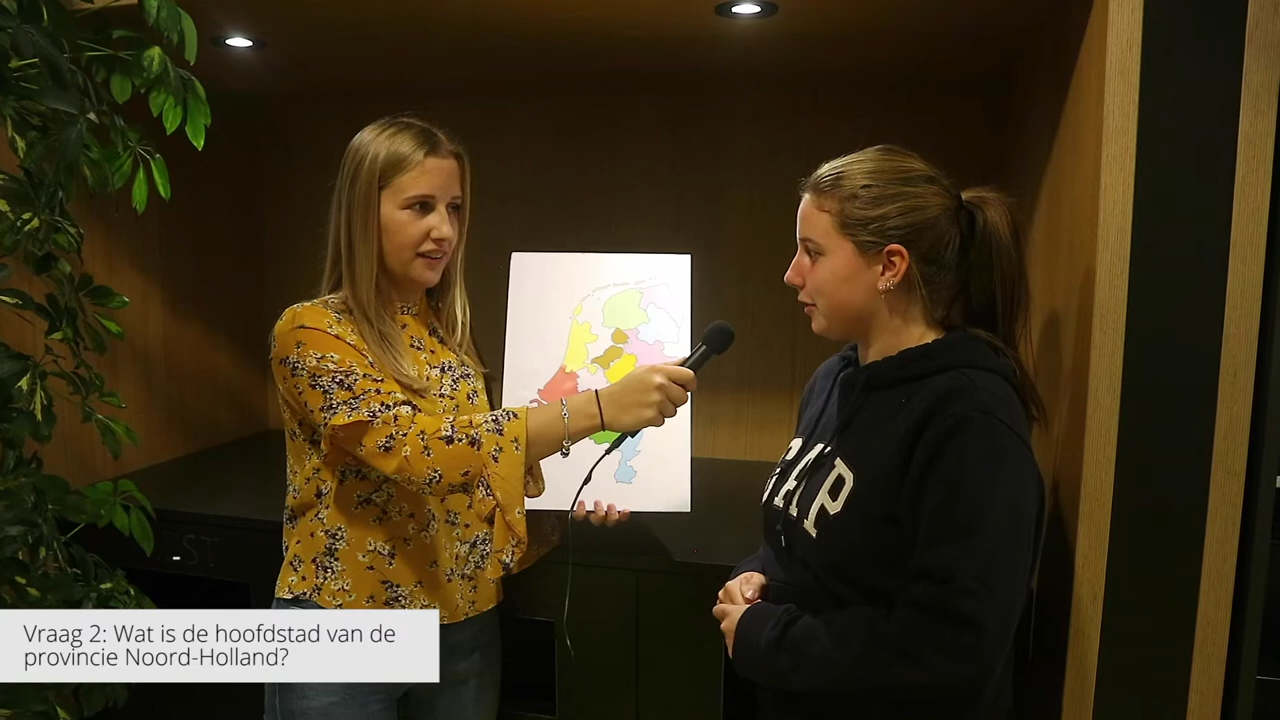 GAP
Vraag 2: Wat is de hoofdstad van de
provincie Noord-Holland?